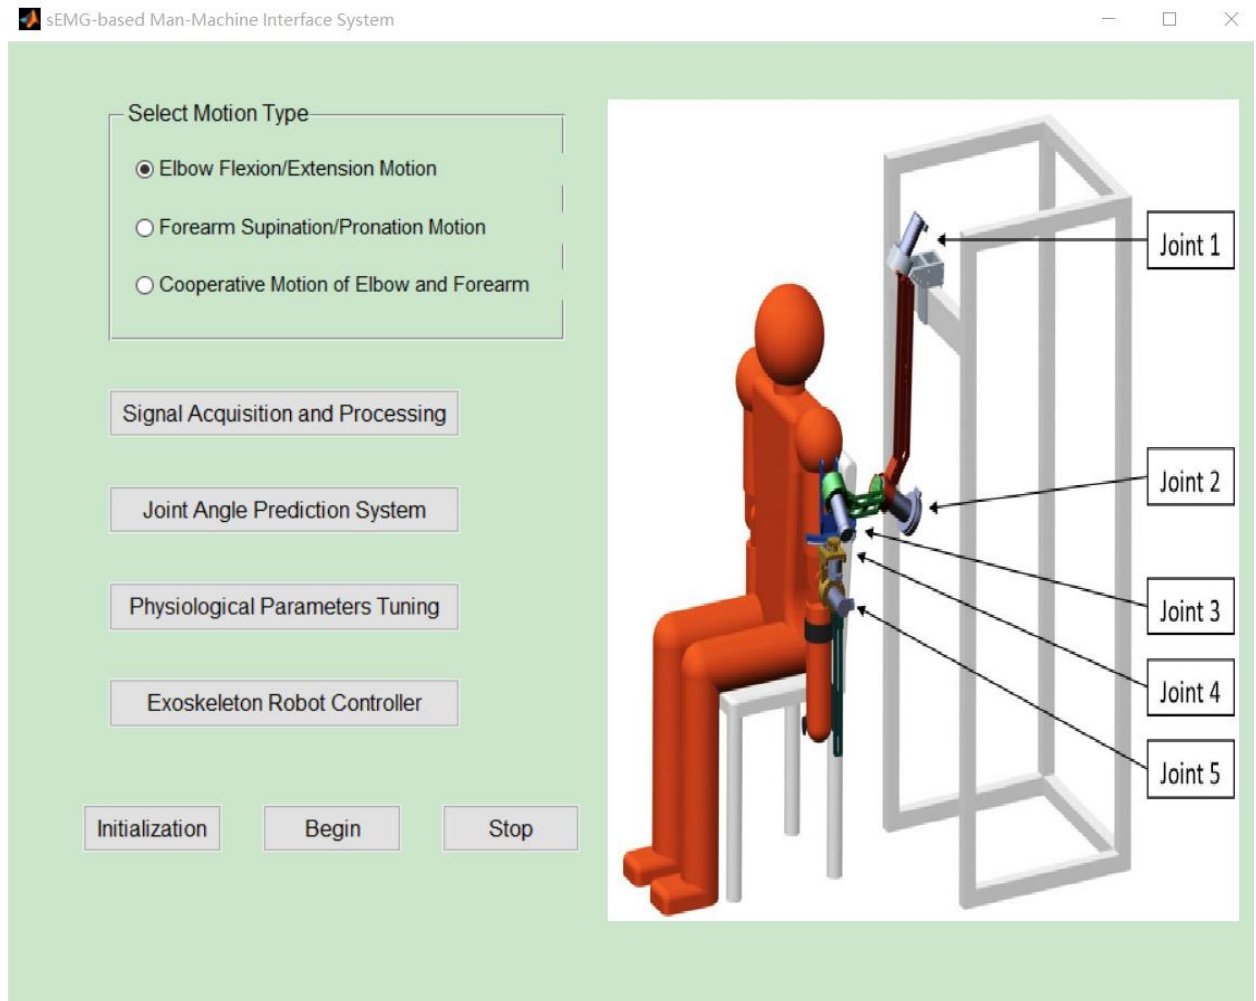 sEMG-based Man-Machine Interface System
Select Motion Type
Elbow Flexion/Extension Motion
Forearm Supination/Pronation Motion
Cooperative Motion of Elbow and Forearm
Signal Acquisition and Processing
Joint Angle Prediction System
Physiological Parameters Tuning
Exoskeleton Robot Controller
Initialization
Begin
Stop
Joint 1
Joint 2
Joint 3
Joint 4
Joint 5